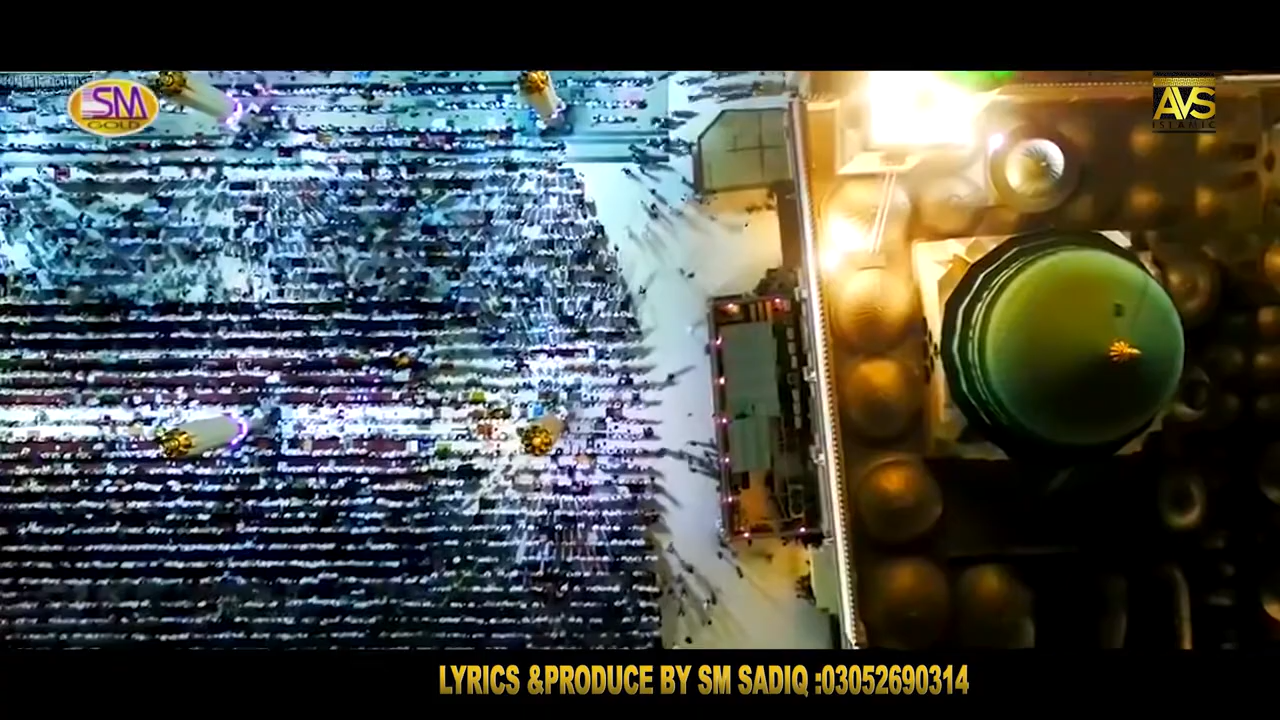 SM
GOLD
AVS
ISLAMIC
LYRICS &PRODUCE BY SM SADIQ :03052690314